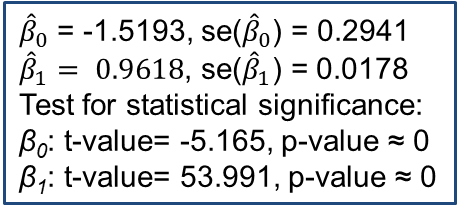 β̂₀ = -1.5193, se(β̂₀) = 0.2941
β̂₁ = 0.9618, se(β̂₁) = 0.0178
Test for statistical significance:
β₀: t-value= -5.165, p-value ≈ 0
β₁: t-value= 53.991, p-value ≈ 0